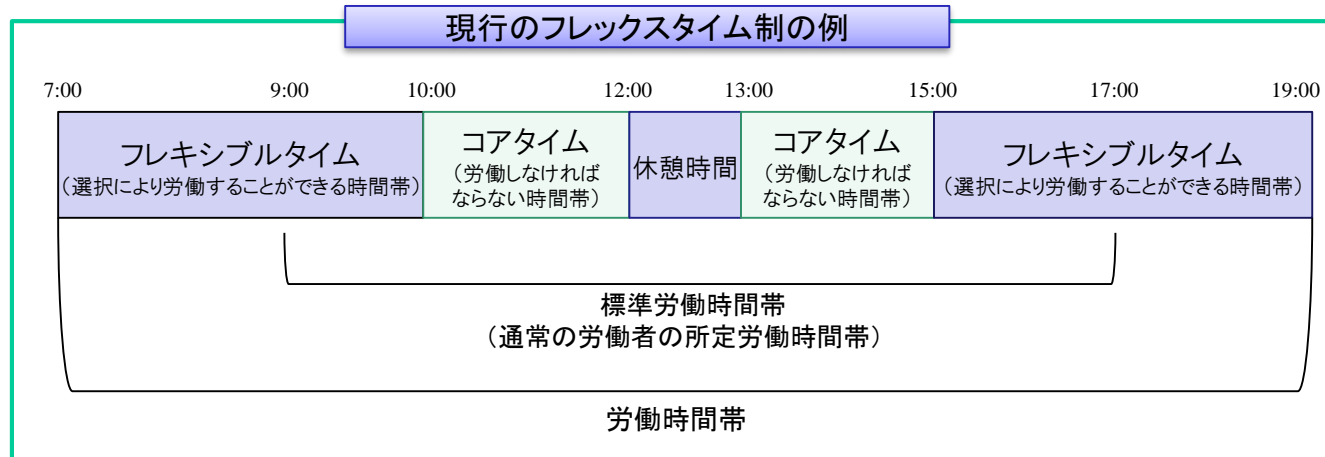 現行のフレックスタイム制の例
7:00 9:00 10:00 12:00 13:00 15:00 17:00 19:00
フレキシブルタイム
（選択により労働することができる時間帯）
コアタイム
（労働しなければ
ならない時間帯）
休憩時間
コアタイム
（労働しなければ
ならない時間帯）
フレキシブルタイム
（選択により労働することができる時間帯）
標準労働時間帯
（通常の労働者の所定労働時間帯）
労働時間帯